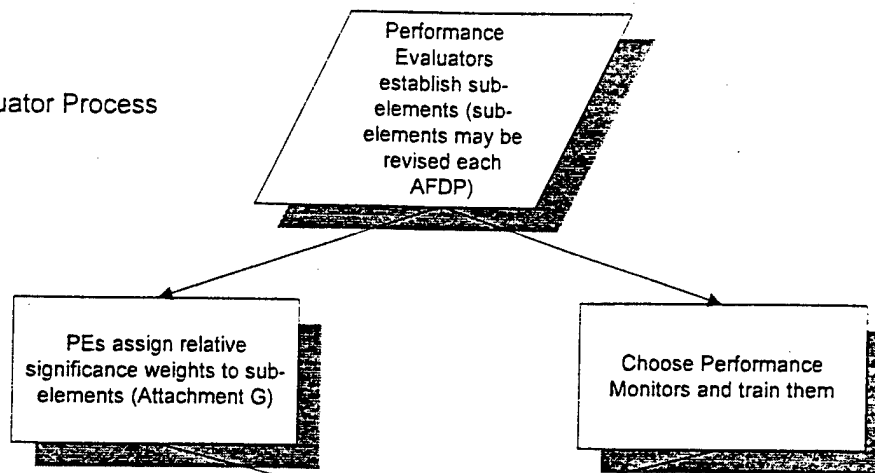 Performance
Evaluators
establish sub-
elements (sub-
elements may be
revised each
AFDP)
uator Process
PEs assign relative
significance weights to sub-
elements (Attachment G)
Choose Performance
Monitors and train them